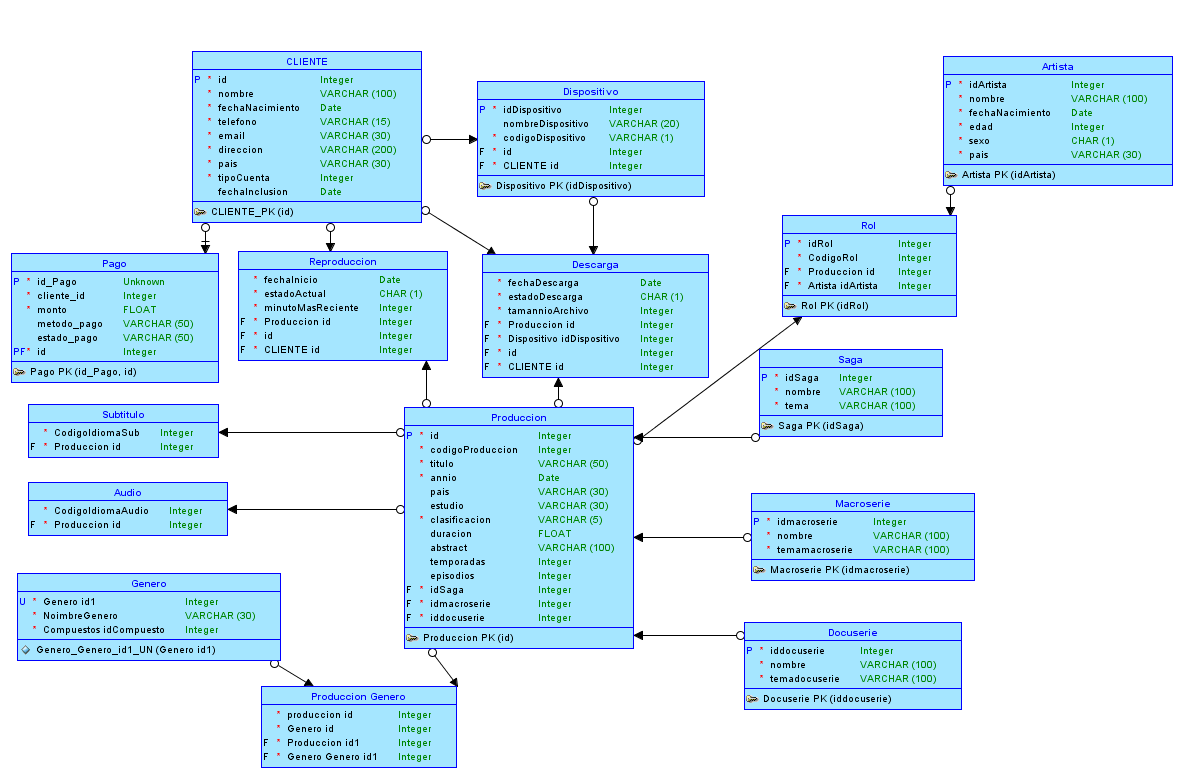 CLIENTE
P * id Integer
* nombre VARCHAR (100)
* fechaNacimiento Date
* telefono VARCHAR (15)
* email VARCHAR (30)
* direccion VARCHAR (200)
* pais VARCHAR (30)
* tipoCuenta Integer
fechaInclusion Date
CLIENTE_PK (id)
Dispositivo
P * idDispositivo Integer
nombreDispositivo VARCHAR (20)
* codigoDispositivo VARCHAR (1)
F * id Integer
F * CLIENTE id Integer
Dispositivo PK (idDispositivo)
Artista
P * idArtista Integer
* nombre VARCHAR (100)
* fechaNacimiento Date
* edad Integer
* sexo CHAR (1)
* pais VARCHAR (30)
Artista PK (idArtista)
Rol
P * idRol Integer
* CodigoRol Integer
F * Produccion id Integer
F * Artista idArtista Integer
Rol PK (idRol)
Pago
P * id_Pago Unknown
* cliente_id Integer
* monto FLOAT
metodo_pago VARCHAR (50)
estado_pago VARCHAR (50)
PF* id Integer
Pago PK (id_Pago, id)
Reproduccion
* fechaInicio Date
* estadoActual CHAR (1)
* minutoMasReciente Integer
F * Produccion id Integer
F * id Integer
F * CLIENTE id Integer
Descarga
* fechaDescarga Date
* estadoDescarga CHAR (1)
* tamannioArchivo Integer
F * Produccion id Integer
F * Dispositivo idDispositivo Integer
F * id Integer
F * CLIENTE id Integer
Saga
P * idSaga Integer
* nombre VARCHAR (100)
* tema VARCHAR (100)
Saga PK (idSaga)
Subtitulo
* CodigoIdiomaSub Integer
F * Produccion id Integer
Produccion
P * id Integer
* codigoProduccion Integer
* titulo VARCHAR (50)
* annio Date
pais VARCHAR (30)
estudio VARCHAR (30)
* clasificacion VARCHAR (5)
duracion FLOAT
abstract VARCHAR (100)
temporadas Integer
episodios Integer
F * idSaga Integer
F * idmacroserie Integer
F * iddocuserie Integer
Produccion PK (id)
Audio
* CodigoIdiomaAudio Integer
F * Produccion id Integer
Macroserie
P * idmacroserie Integer
* nombre VARCHAR (100)
* temamacroserie VARCHAR (100)
Macroserie PK (idmacroserie)
Genero
U * Genero id1 Integer
* NoimbreGenero VARCHAR (30)
* Compuestos idCompuesto Integer
Genero_Genero_id1_UN (Genero id1)
Docuserie
P * iddocuserie Integer
* nombre VARCHAR (100)
* temadocuserie VARCHAR (100)
Docuserie PK (iddocuserie)
Produccion Genero
* produccion id Integer
* Genero id Integer
F * Produccion id1 Integer
F * Genero Genero id1 Integer